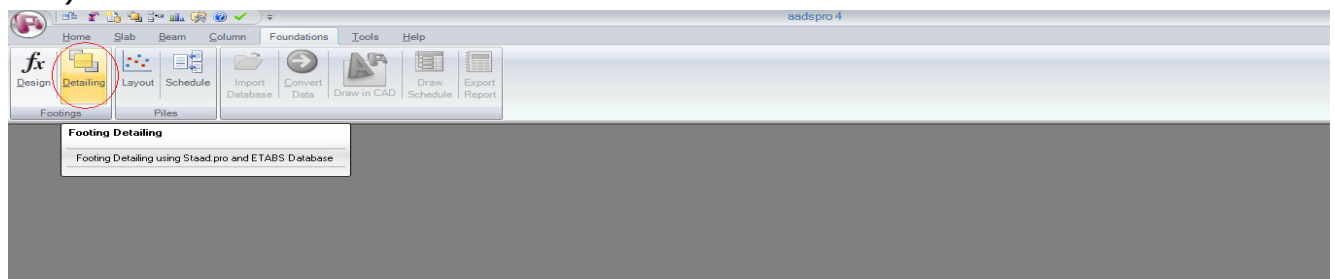 aadspro 4
Home Slab Beam Column Foundations Tools Help
fx
Design Detailing Layout Schedule Import Database Convert Data Draw in CAD Draw Schedule Export Report
Footings Piles
Footing Detailing
Footing Detailing using Staad.pro and ETABS Database